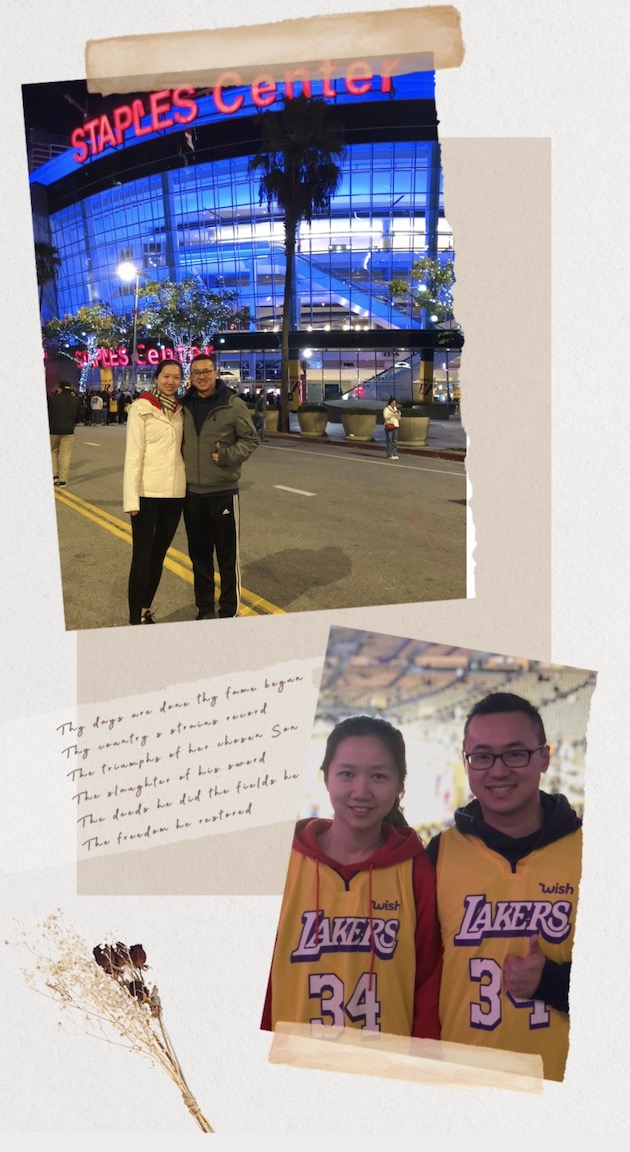 STAPLES Center
STAPLES Center
Thy days are done thy fame begun
Thy country s strains record
The triumphs of her chosen Son
The slaughter of his sword
The deeds he did the fields he
The freedom he restored
wish
LAKERS
34
wish
LAKERS
34